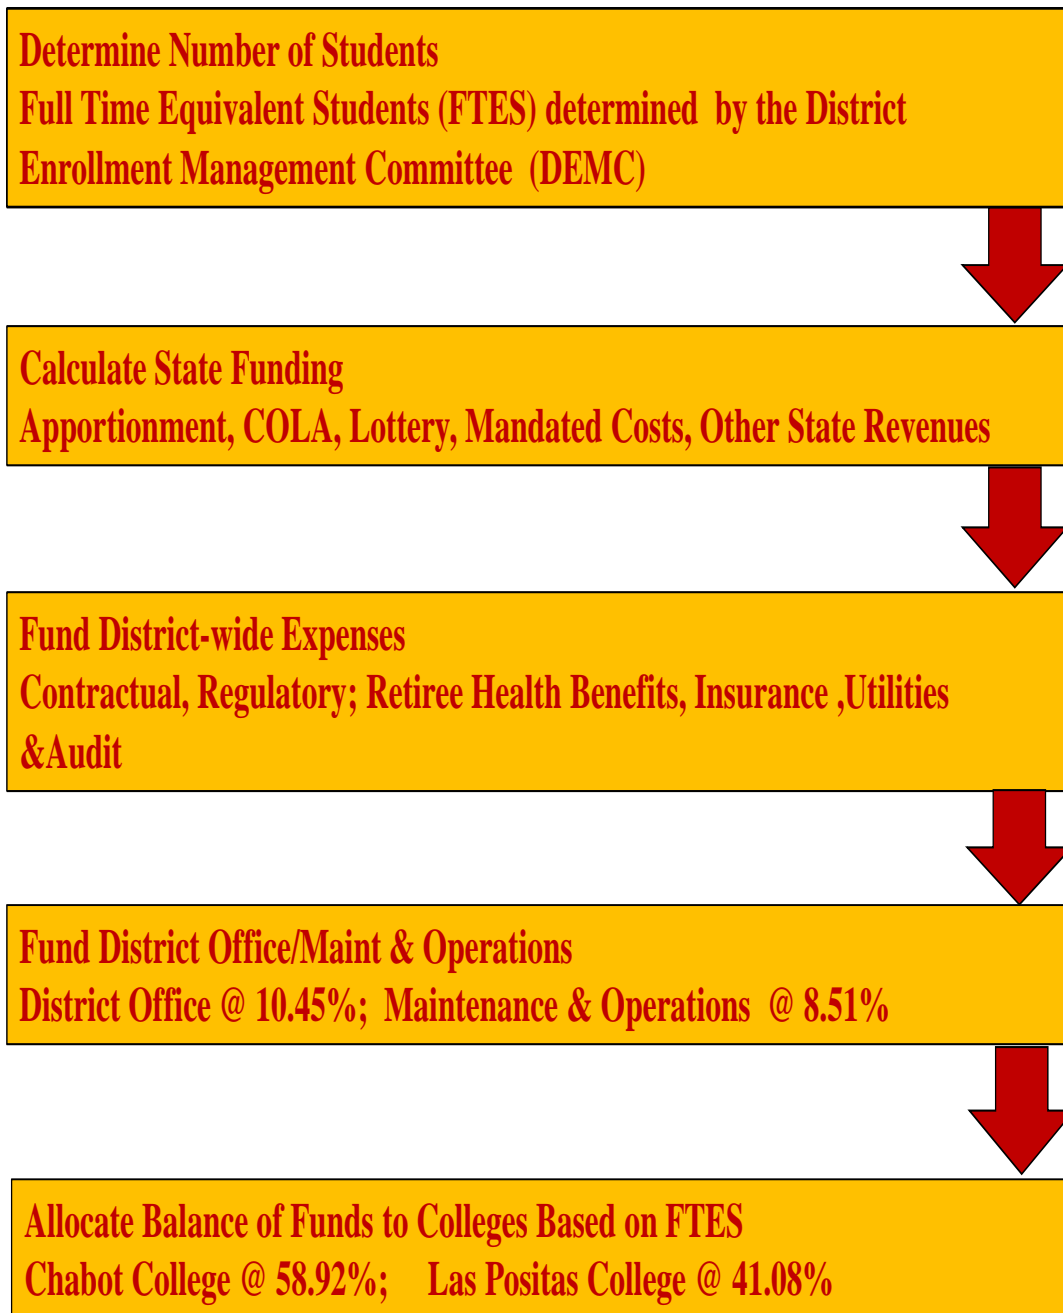 Determine Number of Students
Full Time Equivalent Students (FTES) determined  by the District
Enrollment Management Committee  (DEMC)
Calculate State Funding
Apportionment, COLA, Lottery, Mandated Costs, Other State Revenues
Fund District-wide Expenses
Contractual, Regulatory; Retiree Health Benefits, Insurance ,Utilities
&Audit
Fund District Office/Maint & Operations
District Office @ 10.45%;  Maintenance & Operations  @ 8.51%
Allocate Balance of Funds to Colleges Based on FTES
Chabot College @ 58.92%;    Las Positas College @ 41.08%